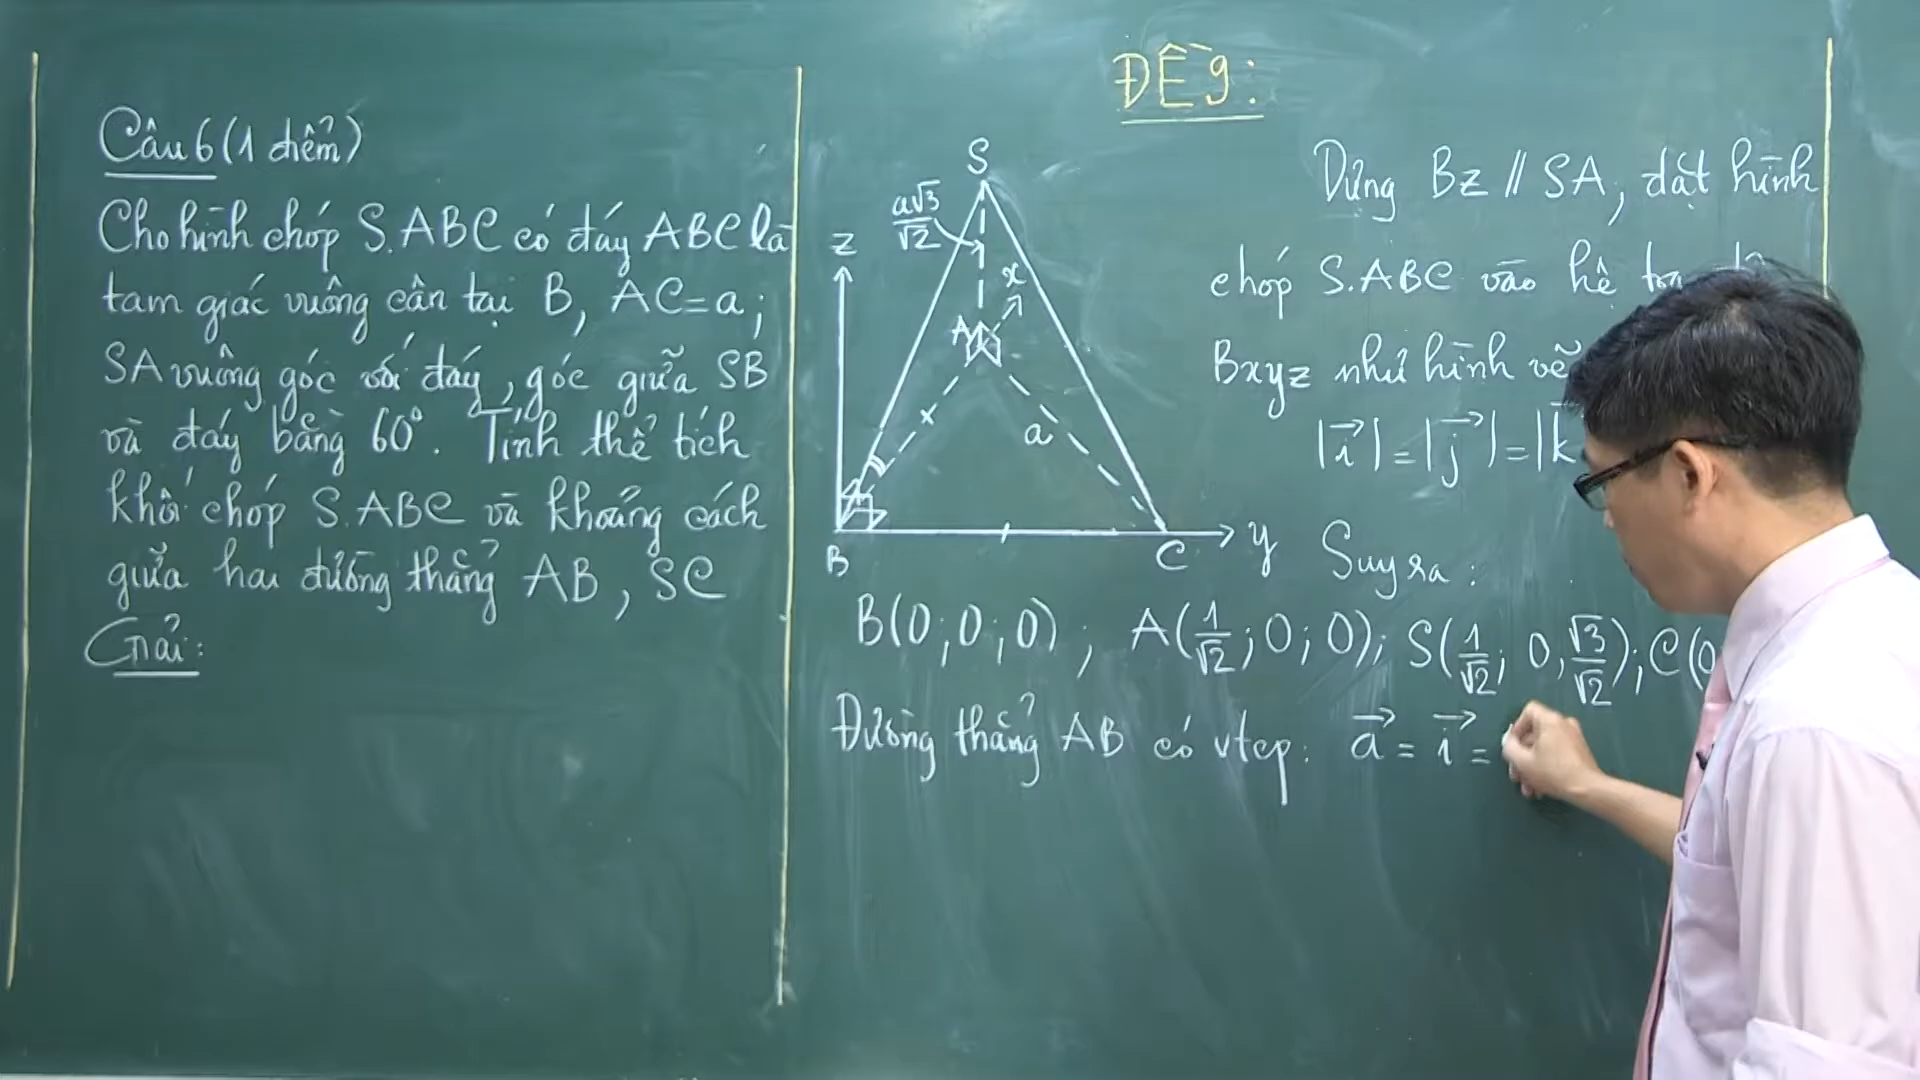 ĐỀ 9:
Câu 6 (1 điểm)
Cho hình chóp S.ABC có đáy ABC là
tam giác vuông cân tại B, AC=a;
SA vuông góc với đáy, góc giữa SB
và đáy bằng 60°. Tính thể tích
khối chóp S.ABC và khoảng cách
giữa hai đường thẳng AB, SC
Giải:
S
a√3/√2
z
x
A
a
B
C
y
Dựng Bz // SA, đặt hình
chóp S.ABC vào hệ
Bxyz như hình vẽ
|i⃗| = |j⃗| = |k
Suy ra:
B(0;0;0); A(1/√2;0;0); S(1/√2; 0, √3/√2); C(0
Đường thẳng AB có vtcp: a⃗ = i⃗ =